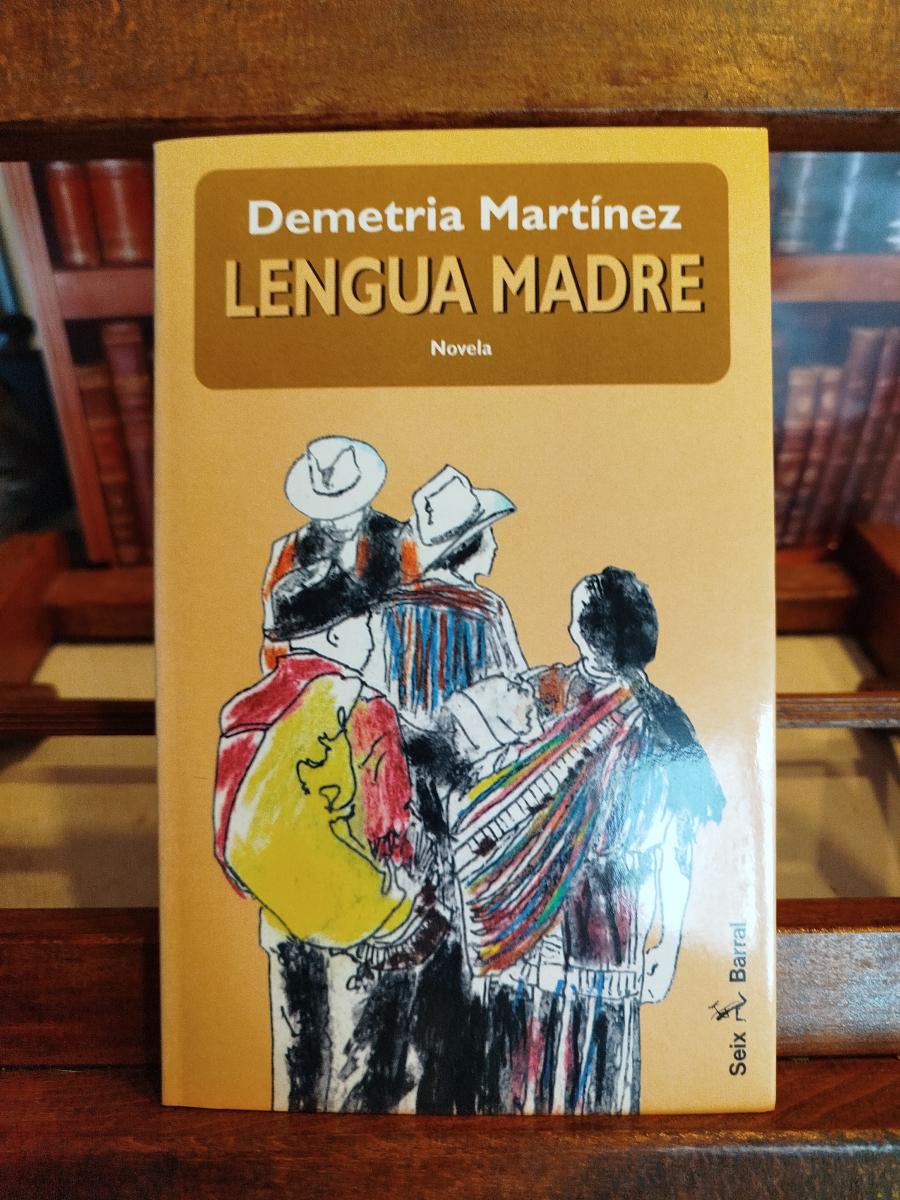 Demetria Martínez
LENGUA MADRE
Novela
Seix Barral